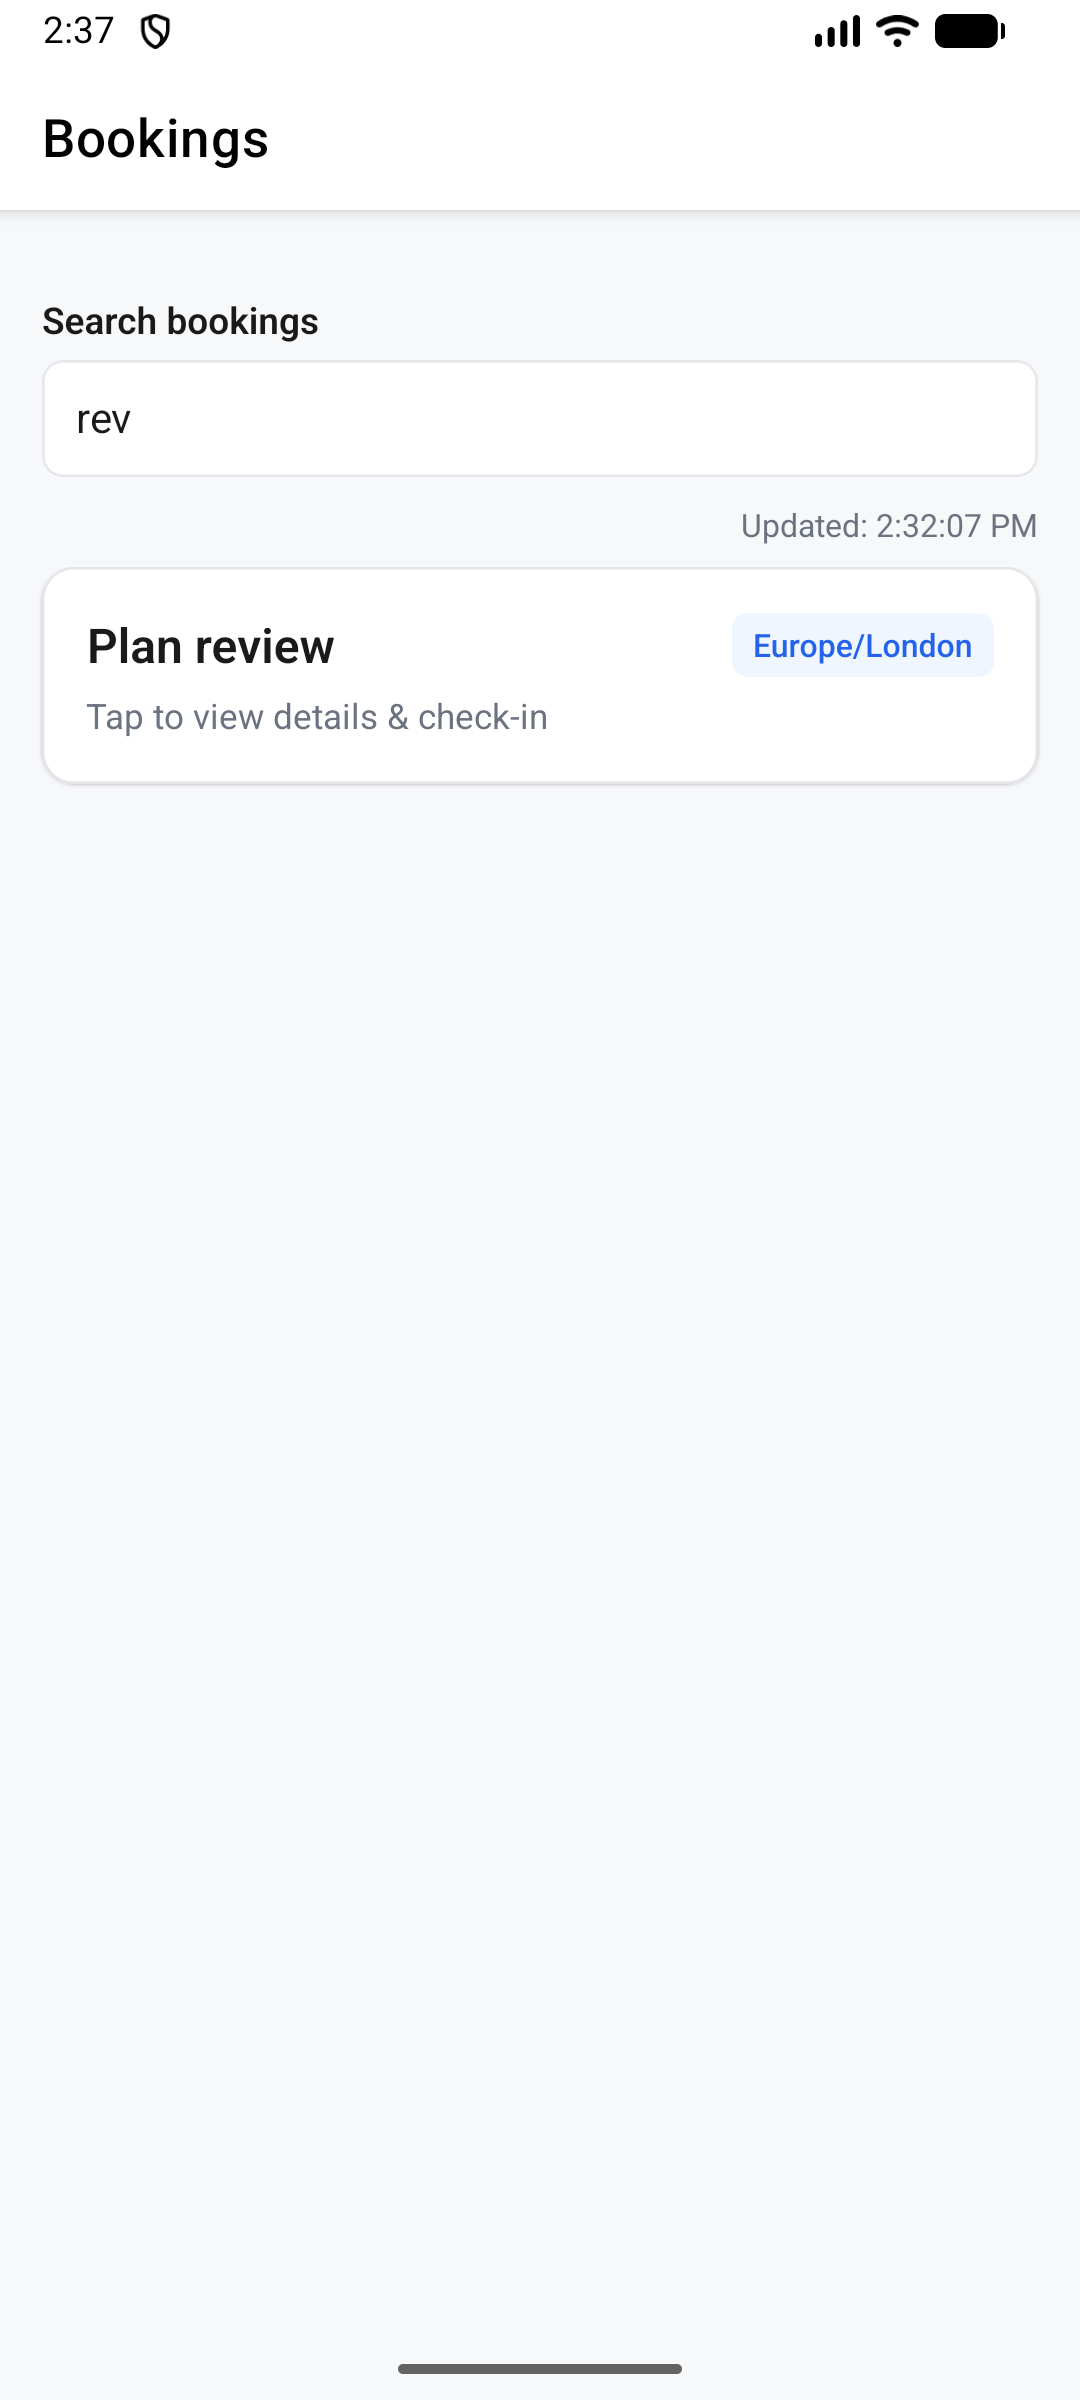 2:37
Bookings
Search bookings
rev
Updated: 2:32:07 PM
Plan review
Europe/London
Tap to view details & check-in